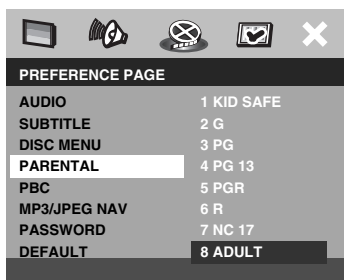 PREFERENCE PAGE
AUDIO 1 KID SAFE
SUBTITLE 2 G
DISC MENU 3 PG
PARENTAL 4 PG 13
PBC 5 PGR
MP3/JPEG NAV 6 R
PASSWORD 7 NC 17
DEFAULT 8 ADULT